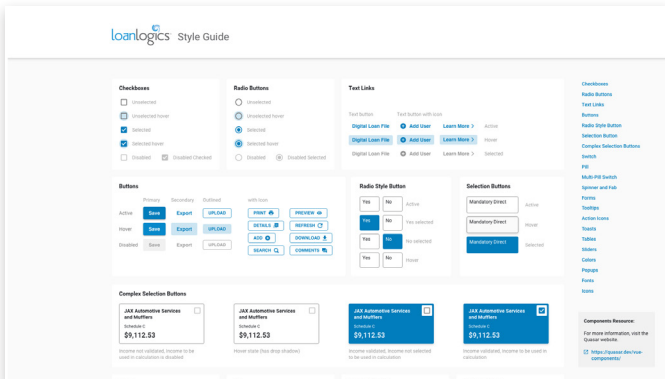 loanlogics Style Guide
Checkboxes
Unselected
Unselected hover
Selected
Selected hover
Disabled Disabled Checked
Radio Buttons
Unselected
Unselected hover
Selected
Selected hover
Disabled Disabled Selected
Text Links
Text button Text button with icon
Digital Loan File Add User Learn More > Active
Digital Loan File Add User Learn More > Hover
Digital Loan File Add User Learn More > Selected
Buttons
Primary Secondary Outlined with icon
Active Save Export UPLOAD PRINT PREVIEW
Hover Save Export UPLOAD DETAILS REFRESH
ADD DOWNLOAD
Disabled Save Export UPLOAD
SEARCH COMMENTS
Radio Style Button
Yes No Active
Yes No Yes selected
Yes No No selected
Yes No Hover
Selection Buttons
Mandatory Direct Active
Mandatory Direct Hover
Mandatory Direct Selected
Complex Selection Buttons
JAX Automotive Services
and Mufflers
Schedule C
$9,112.53
Income not validated, income to be
used in calculation is disabled
JAX Automotive Services
and Mufflers
Schedule C
$9,112.53
Hover state (has drop shadow)
JAX Automotive Services
and Mufflers
Schedule C
$9,112.53
Income validated, income not selected
to be used in calculation
JAX Automotive Services
and Mufflers
Schedule C
$9,112.53
Income validated, income to be used in
calculation
Checkboxes
Radio Buttons
Text Links
Buttons
Radio Style Button
Selection Button
Complex Selection Buttons
Switch
Pill
Multi-Pill Switch
Spinner and Fab
Forms
Tooltips
Action Icons
Toasts
Tables
Sliders
Colors
Popups
Fonts
Icons
Components Resource:
For more information, visit the
Quasar website.
https://quasar.dev/vue-
components/